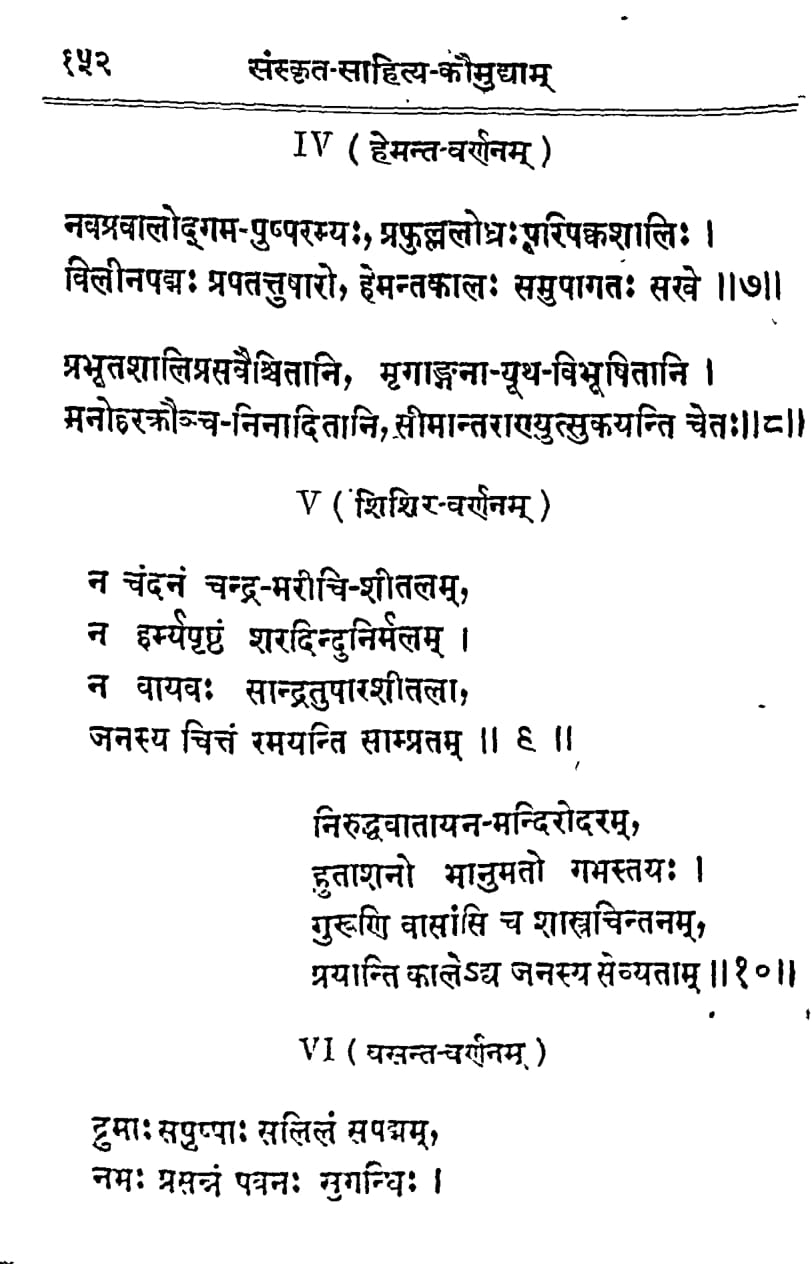 १५२ संस्कृत-साहित्य-कौमुद्याम्
IV ( हेमन्त-वर्णनम् )
नवप्रवालोद्गम-पुष्परम्यः, प्रफुल्ललोध्रः परिपक्वशालिः ।
विलीनपद्मः प्रपतत्तुषारो, हेमन्तकालः समुपागतः सखे ॥७॥
प्रभूतशालिप्रसवैश्चितानि, मृगाङ्गना-यूथ-विभूषितानि ।
मनोहरक्रौञ्च-निनादितानि, सीमान्तराण्युत्सुकयन्ति चेतः॥८॥
V ( शिशिर-वर्णनम् )
न चंदनं चन्द्र-मरीचि-शीतलम्,
न हर्म्यपृष्ठं शरदिन्दुनिर्मलम् ।
न वायवः सान्द्रतुषारशीतला,
जनस्य चित्तं रमयन्ति साम्प्रतम् ॥ ९ ॥
निरुद्धवातायन-मन्दिरोदरम्,
हुताशनो भानुमतो गभस्तयः ।
गुरूणि वासांसि च शास्त्रचिन्तनम्,
प्रयान्ति कालेऽद्य जनस्य सेव्यताम् ॥१०॥
VI ( वसन्त-वर्णनम् )
द्रुमाः सपुष्पाः सलिलं सपद्मम्,
नभः प्रसन्नं पवनः सुगन्धिः ।